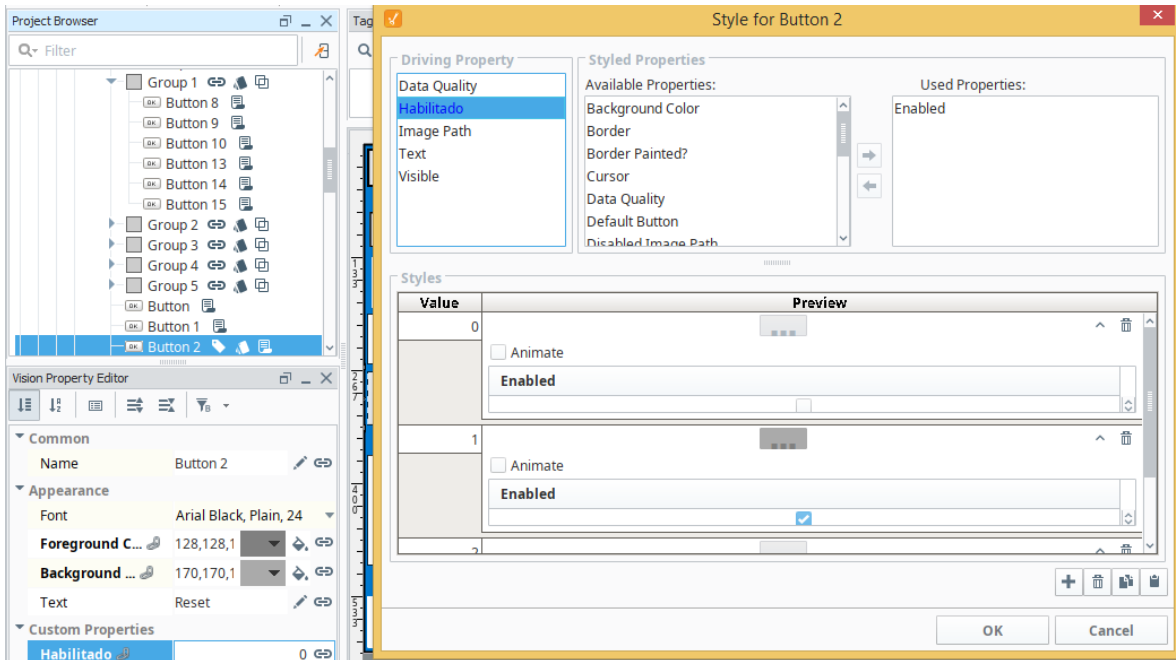 Project Browser
Filter
Group 1
Button 8
Button 9
Button 10
Button 13
Button 14
Button 15
Group 2
Group 3
Group 4
Group 5
Button
Button 1
Button 2
Vision Property Editor
Common
Name Button 2
Appearance
Font Arial Black, Plain, 24
Foreground C... 128,128,1
Background ... 170,170,1
Text Reset
Custom Properties
Habilitado 0
Tag
Style for Button 2
Driving Property
Data Quality
Habilitado
Image Path
Text
Visible
Styled Properties
Available Properties:
Background Color
Border
Border Painted?
Cursor
Data Quality
Default Button
Disabled Image Path
Used Properties:
Enabled
Styles
Value Preview
0 ...
Animate
Enabled
1 ...
Animate
Enabled
2
OK Cancel